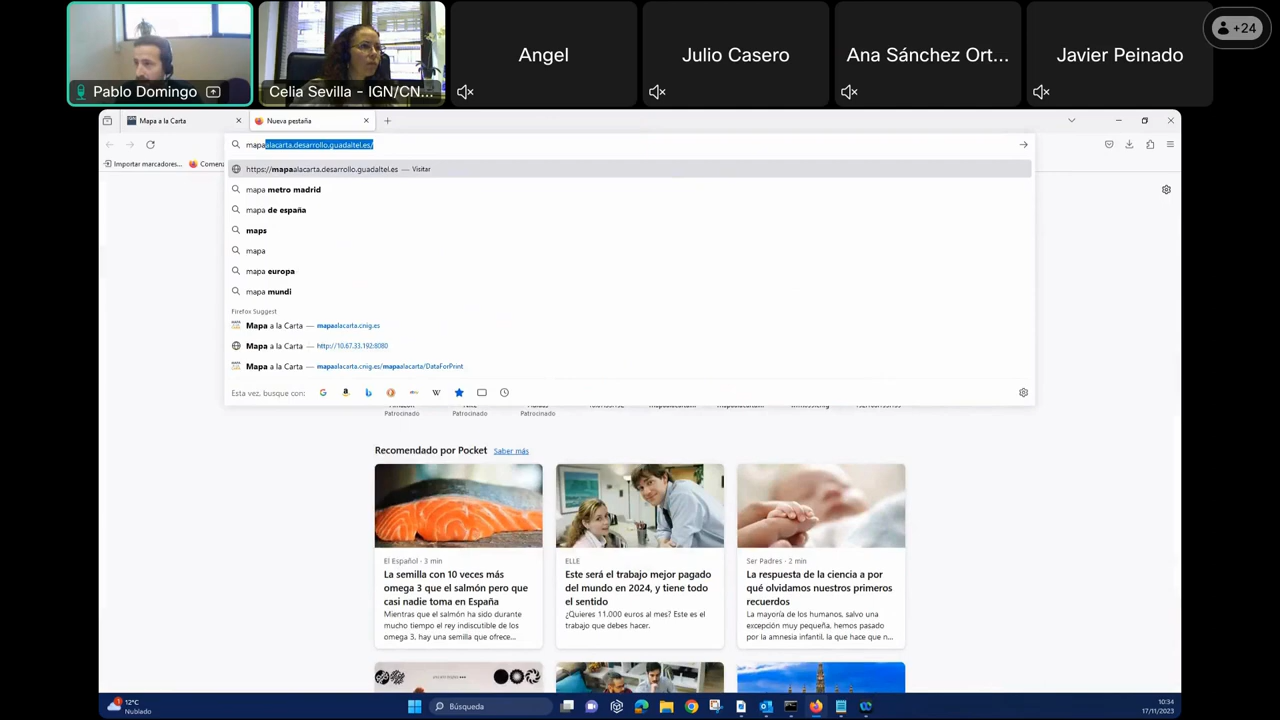 Pablo Domingo
Celia Sevilla - IGN/CN...
Angel
Julio Casero
Ana Sánchez Ort...
Javier Peinado
+24
Mapa a la Carta
Nueva pestaña
mapaalacarta.desarrollo.guadaltel.es/
Importar marcadores...
Comenz
https://mapaalacarta.desarrollo.guadaltel.es — Visitar
mapa metro madrid
mapa de españa
maps
mapa
mapa europa
mapa mundi
Firefox Suggest
Mapa a la Carta — mapaalacarta.cnig.es
Mapa a la Carta — http://10.67.33.192:8080
Mapa a la Carta — mapaalacarta.cnig.es/mapaalacarta/DataForPrint
Esta vez, busque con:
Patrocinado
Patrocinado
Patrocinado
Recomendado por Pocket
Saber más
El Español · 3 min
La semilla con 10 veces más
omega 3 que el salmón pero que
casi nadie toma en España
Mientras que el salmón ha sido durante
mucho tiempo el rey indiscutible de los
omega 3, hay una semilla que ofrece...
ELLE
Este será el trabajo mejor pagado
del mundo en 2024, y tiene todo
el sentido
¿Quieres 11.000 euros al mes? Este es el
trabajo que debes hacer.
Ser Padres · 2 min
La respuesta de la ciencia a por
qué olvidamos nuestros primeros
recuerdos
La mayoría de los humanos, salvo una
excepción muy pequeña, hemos pasado
por la amnesia infantil, la que hace que n...
12°C
Nublado
Búsqueda
10:34
17/11/2023